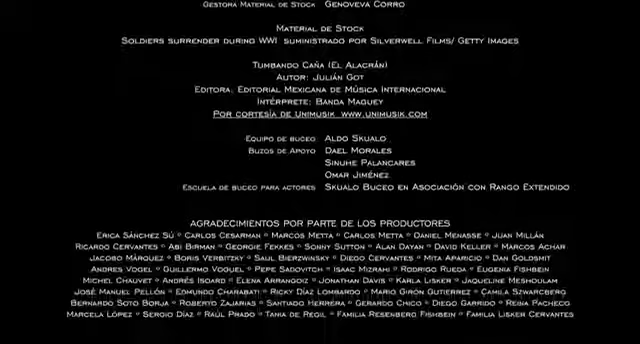 Gestora Material de Stock Genoveva Corro
Material de Stock
Soldiers surrender during WWI suministrado por Silverwell Films/ Getty Images
Tumbando Caña (El Alacrán)
Autor: Julián Got
Editora: Editorial Mexicana de Música Internacional
Intérprete: Banda Maguey
Por cortesía de Unimusik www.unimusik.com
Equipo de buceo Aldo Skualo
Buzos de Apoyo Dael Morales
Sinuhe Palancares
Omar Jiménez
Escuela de buceo para actores Skualo Buceo en Asociación con Rango Extendido
AGRADECIMIENTOS POR PARTE DE LOS PRODUCTORES
Erica Sánchez Sú * Carlos Cesarman * Marcos Metta * Carlos Metta * Daniel Menasse * Juan Millán
Ricardo Cervantes * Abi Birman * Georgie Fekkes * Sonny Sutton * Alan Dayan * David Keller * Marcos Achar
Jacobo Márquez * Boris Verbitzky * Saul Bierzwinsky * Diego Cervantes * Mita Aparicio * Dan Goldsmit
Andres Vogel * Guillermo Voguel * Pepe Sadovitch * Isaac Mizrahi * Rodrigo Rueda * Eugenia Fishbein
Michel Chauvet * Andrés Isoard * Elena Arrangoiz * Jonathan Davis * Karla Lisker * Jaqueline Meshoulam
José Manuel Pellón * Edmundo Charabati * Ricky Díaz Lombardo * Mario Girón Gutierrez * Camila Szwarcberg
Bernardo Soto Borja * Roberto Zajarias * Santiago Herrera * Gerardo Chico * Diego Garrido * Reina Pacheco
Marcela López * Sergio Díaz * Raúl Prado * Tania de Regil * Familia Resenberg Fishbein * Familia Lisker Cervantes